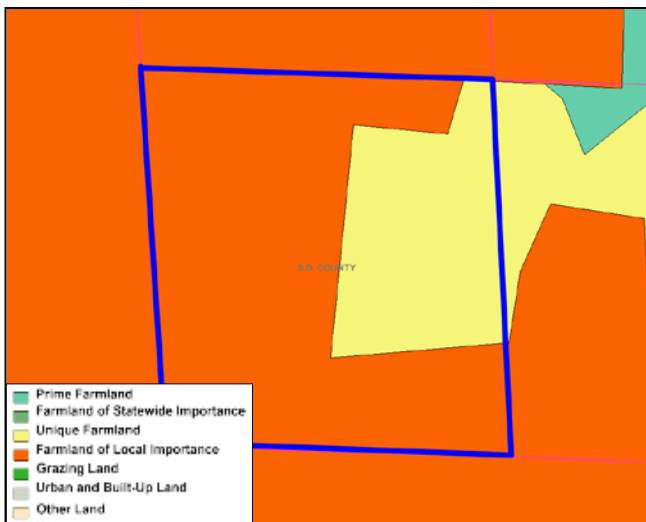 S.D. COUNTY
Prime Farmland
Farmland of Statewide Importance
Unique Farmland
Farmland of Local Importance
Grazing Land
Urban and Built-Up Land
Other Land